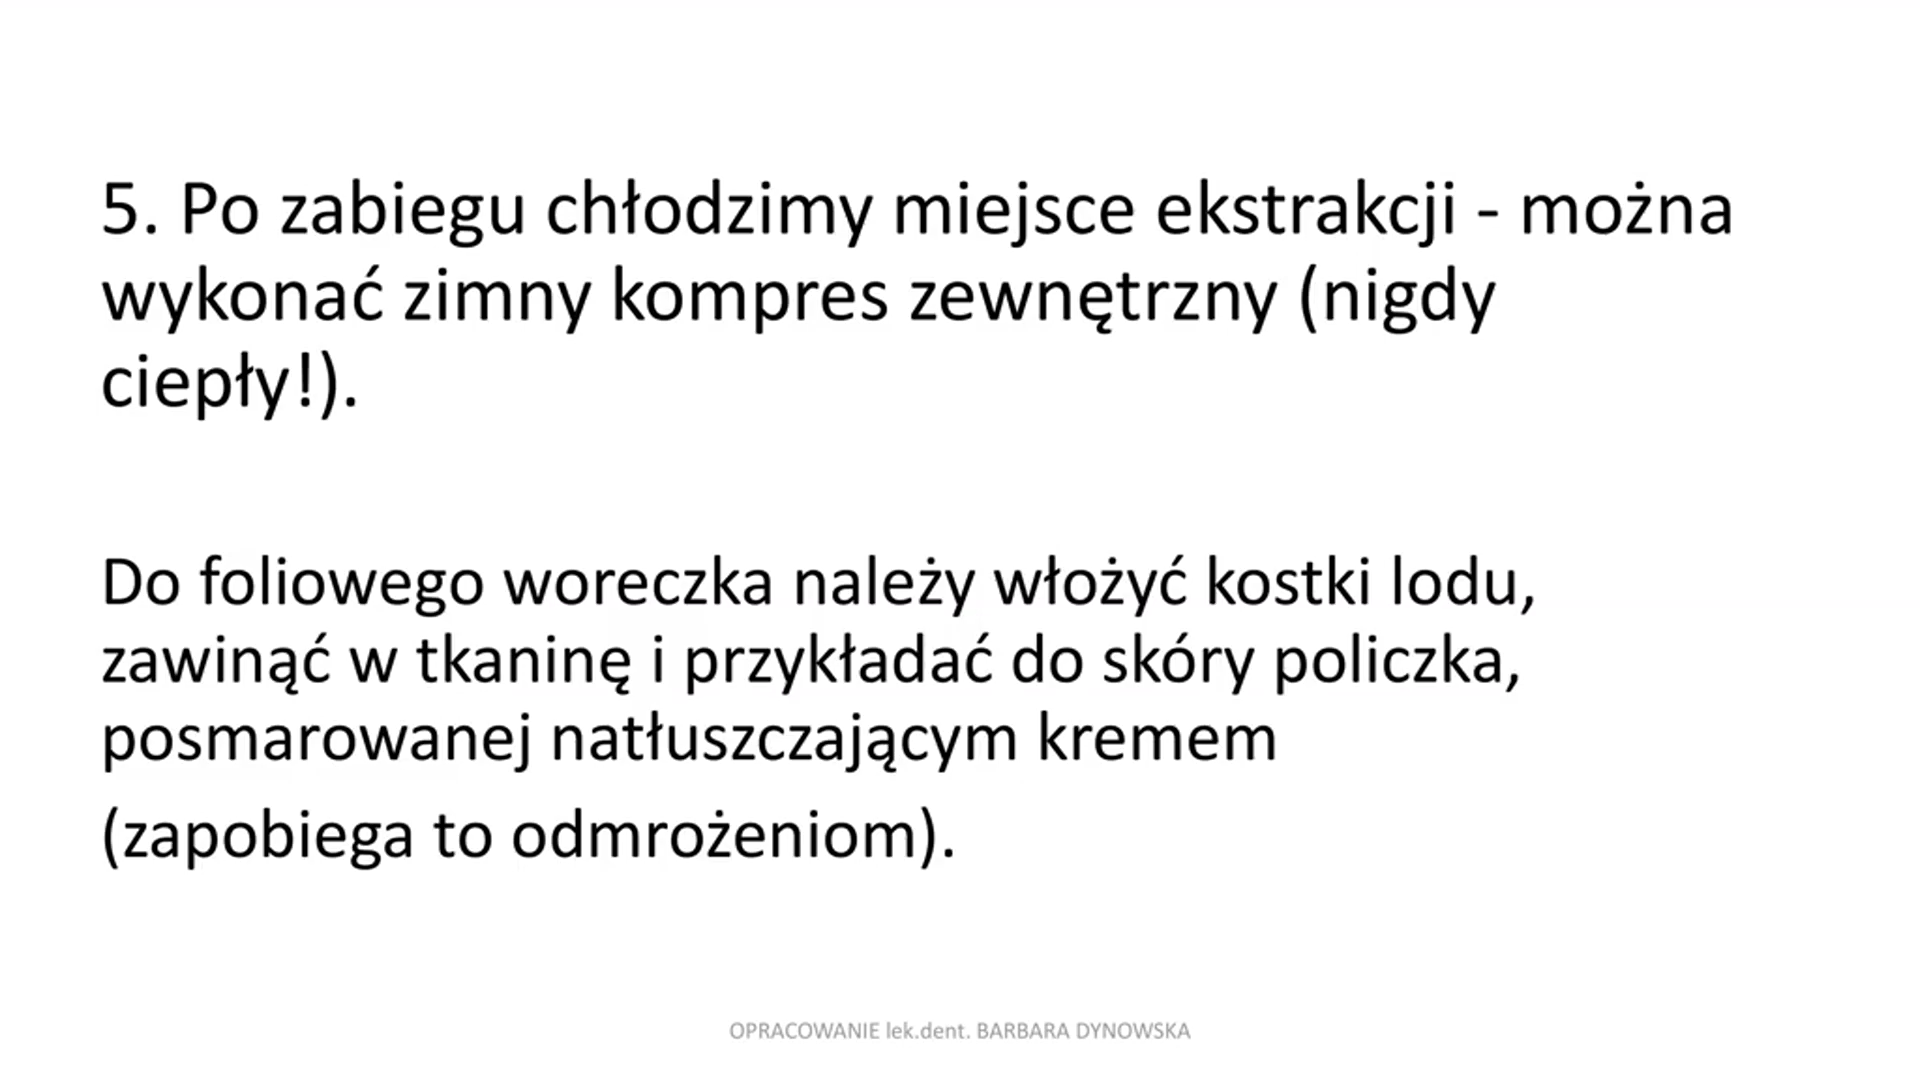 5. Po zabiegu chłodzimy miejsce ekstrakcji - można
wykonać zimny kompres zewnętrzny (nigdy
ciepły!).
Do foliowego woreczka należy włożyć kostki lodu,
zawinąć w tkaninę i przykładać do skóry policzka,
posmarowanej natłuszczającym kremem
(zapobiega to odmrożeniom).
OPRACOWANIE lek.dent. BARBARA DYNOWSKA